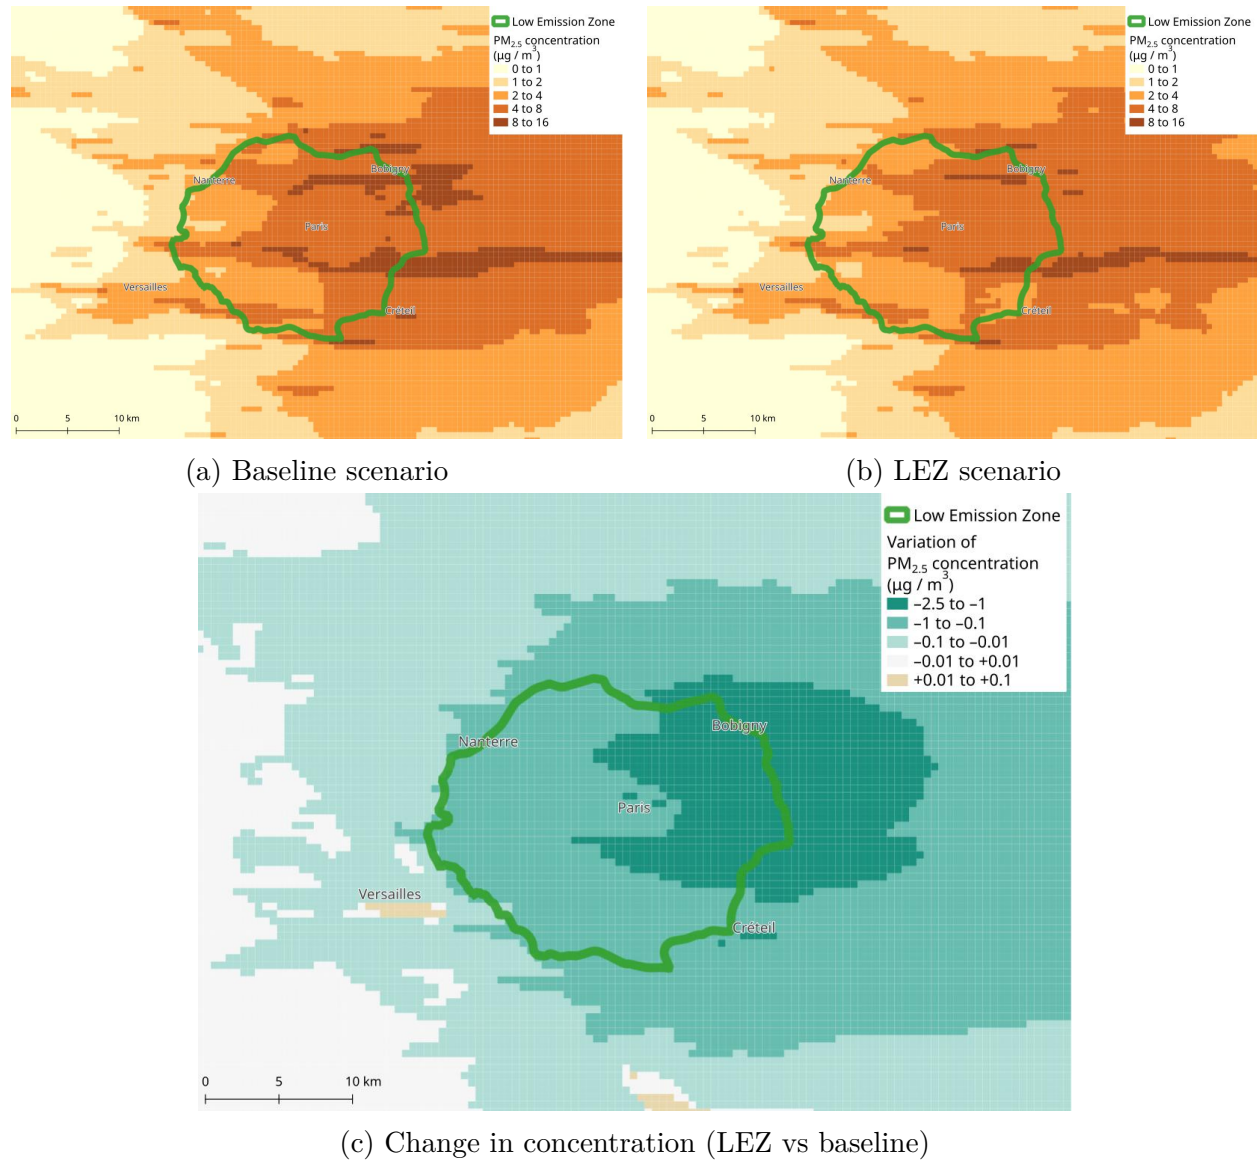 Low Emission Zone
PM2.5 concentration
(µg / m³)
0 to 1
1 to 2
2 to 4
4 to 8
8 to 16
Bobigny
Nanterre
Paris
Versailles
Créteil
0 5 10 km
(a) Baseline scenario
Low Emission Zone
PM2.5 concentration
(µg / m³)
0 to 1
1 to 2
2 to 4
4 to 8
8 to 16
Bobigny
Nanterre
Paris
Versailles
Créteil
0 5 10 km
(b) LEZ scenario
Low Emission Zone
Variation of
PM2.5 concentration
(µg / m³)
−2.5 to −1
−1 to −0.1
−0.1 to −0.01
−0.01 to +0.01
+0.01 to +0.1
Bobigny
Nanterre
Paris
Versailles
Créteil
0 5 10 km
(c) Change in concentration (LEZ vs baseline)